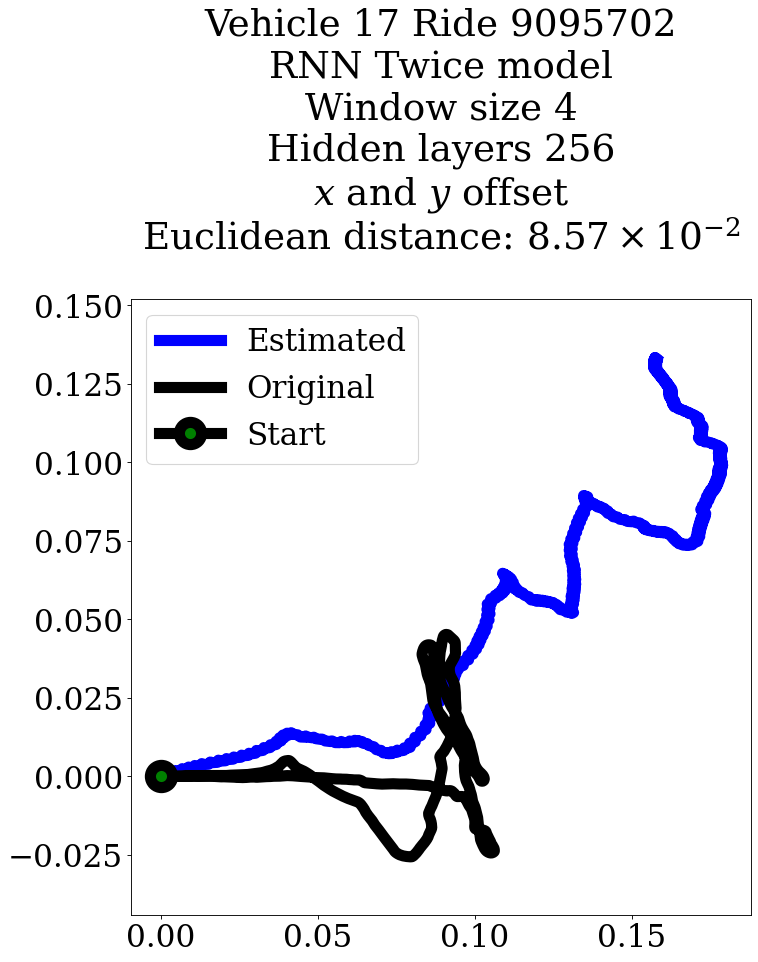 Vehicle 17 Ride 9095702
RNN Twice model
Window size 4
Hidden layers 256
x and y offset
Euclidean distance: 8.57 × 10⁻²
0.150
Estimated
0.125
Original
Start
0.100
0.075
0.050
0.025
0.000
−0.025
0.00 0.05 0.10 0.15